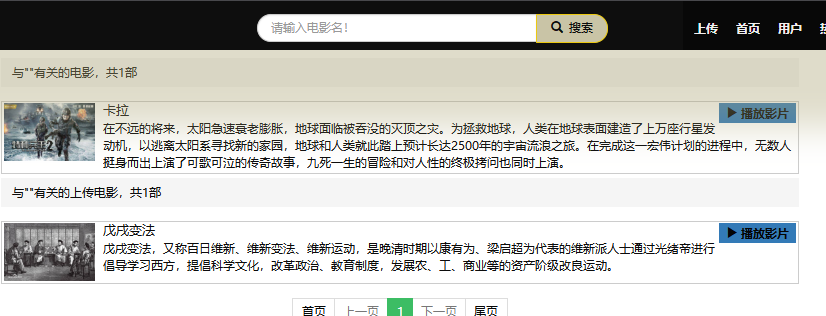 请输入电影名! 搜索 上传 首页 用户
与""有关的电影，共1部
卡拉 播放影片
在不远的将来，太阳急速衰老膨胀，地球面临被吞没的灭顶之灾。为拯救地球，人类在地球表面建造了上万座行星发
动机，以逃离太阳系寻找新的家园，地球和人类就此踏上预计长达2500年的宇宙流浪之旅。在完成这一宏伟计划的进程中，无数人
挺身而出上演了可歌可泣的传奇故事，九死一生的冒险和对人性的终极拷问也同时上演。
与""有关的上传电影，共1部
戊戌变法 播放影片
戊戌变法，又称百日维新、维新变法、维新运动，是晚清时期以康有为、梁启超为代表的维新派人士通过光绪帝进行
倡导学习西方，提倡科学文化，改革政治、教育制度，发展农、工、商业等的资产阶级改良运动。
首页 上一页 1 下一页 尾页